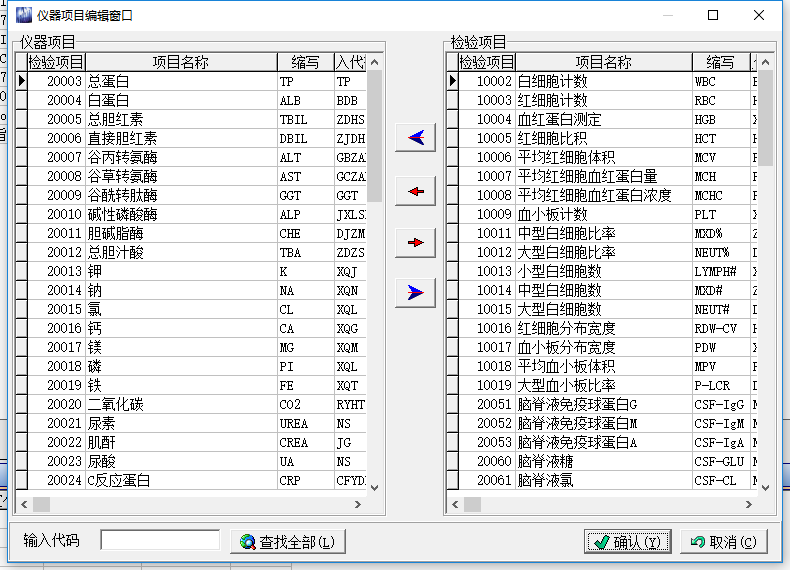 仪器项目编辑窗口
仪器项目
检验项目 项目名称 缩写 入代
20003 总蛋白 TP TP
20004 白蛋白 ALB BDB
20005 总胆红素 TBIL ZDHS
20006 直接胆红素 DBIL ZJDH
20007 谷丙转氨酶 ALT GBZA
20008 谷草转氨酶 AST GCZA
20009 谷酰转肽酶 GGT GGT
20010 碱性磷酸酶 ALP JXLS
20011 胆碱脂酶 CHE DJZM
20012 总胆汁酸 TBA ZDZS
20013 钾 K XQJ
20014 钠 NA XQN
20015 氯 CL XQL
20016 钙 CA XQG
20017 镁 MG XQM
20018 磷 PI XQL
20019 铁 FE XQT
20020 二氧化碳 CO2 RYHT
20021 尿素 UREA NS
20022 肌酐 CREA JG
20023 尿酸 UA NS
20024 C反应蛋白 CRP CFYD
检验项目
检验项目 项目名称 缩写
10002 白细胞计数 WBC
10003 红细胞计数 RBC
10004 血红蛋白测定 HGB
10005 红细胞比积 HCT
10006 平均红细胞体积 MCV
10007 平均红细胞血红蛋白量 MCH
10008 平均红细胞血红蛋白浓度 MCHC
10009 血小板计数 PLT
10011 中型白细胞比率 MXD%
10012 大型白细胞比率 NEUT%
10013 小型白细胞数 LYMPH#
10014 中型白细胞数 MXD#
10015 大型白细胞数 NEUT#
10016 红细胞分布宽度 RDW-CV
10017 血小板分布宽度 PDW
10018 平均血小板体积 MPV
10019 大型血小板比率 P-LCR
20051 脑脊液免疫球蛋白G CSF-IgG
20052 脑脊液免疫球蛋白M CSF-IgM
20053 脑脊液免疫球蛋白A CSF-IgA
20060 脑脊液糖 CSF-GLU
20061 脑脊液氯 CSF-CL
输入代码 查找全部(L) 确认(Y) 取消(C)